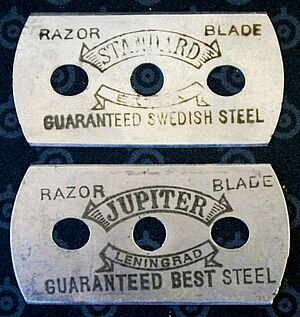 RAZOR BLADE
STANDARD
GUARANTEED SWEDISH STEEL
RAZOR BLADE
JUPITER
LENINGRAD
GUARANTEED BEST STEEL